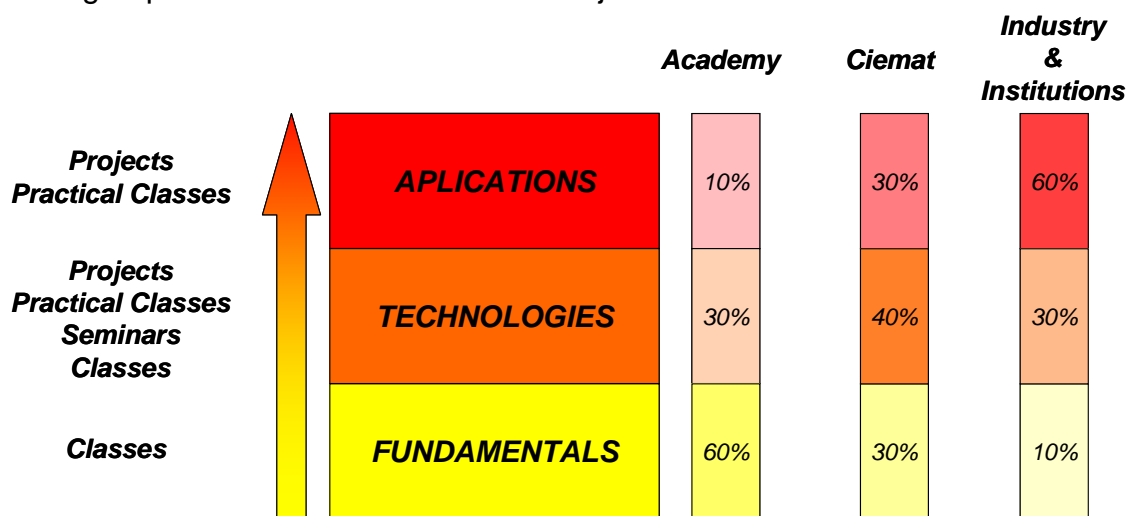 Industry
Academy Ciemat &
Institutions
Projects
Practical Classes
APLICATIONS 10% 30% 60%
Projects
Practical Classes
Seminars
Classes
TECHNOLOGIES 30% 40% 30%
Classes FUNDAMENTALS 60% 30% 10%